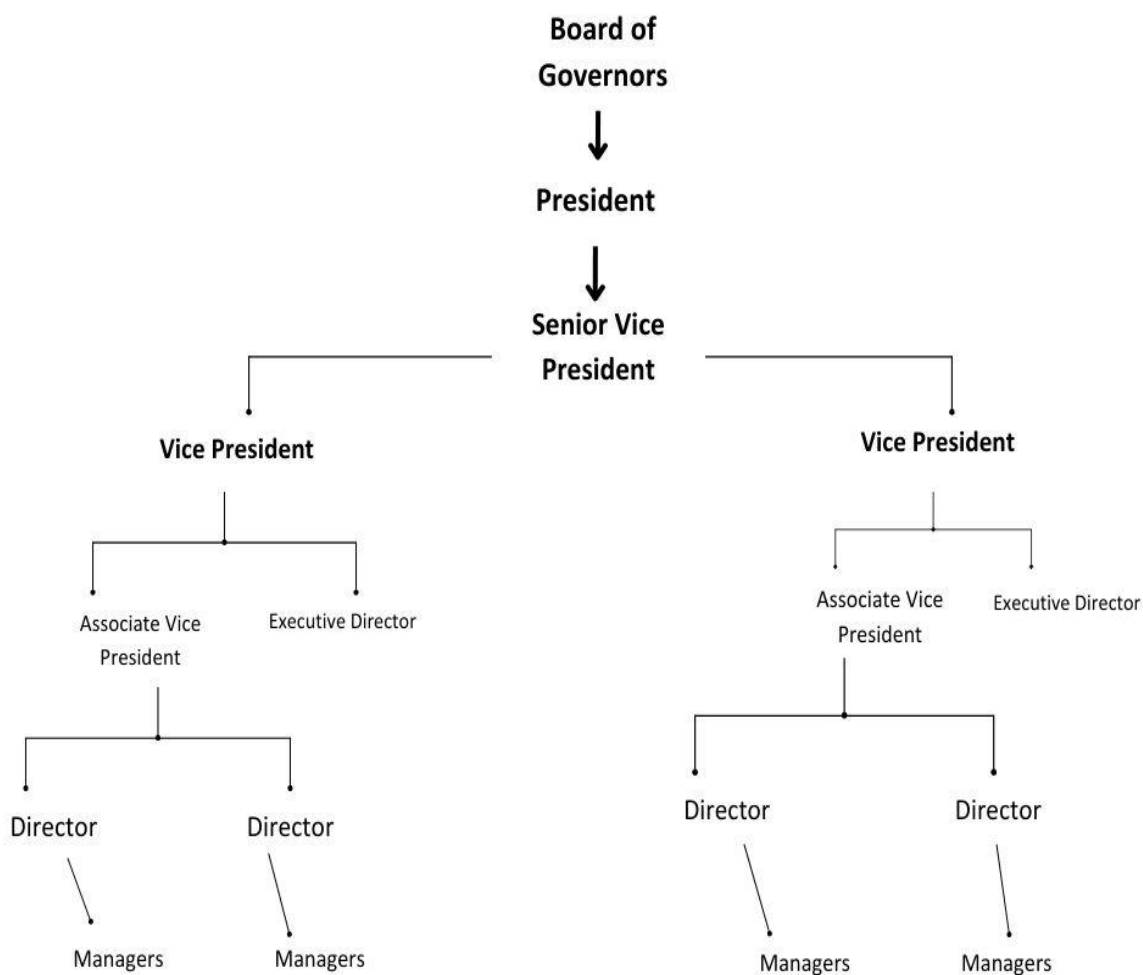 Board of
Governors
President
Senior Vice
President
Vice President
Vice President
Associate Vice
President
Executive Director
Associate Vice
President
Executive Director
Director
Director
Director
Director
Managers
Managers
Managers
Managers